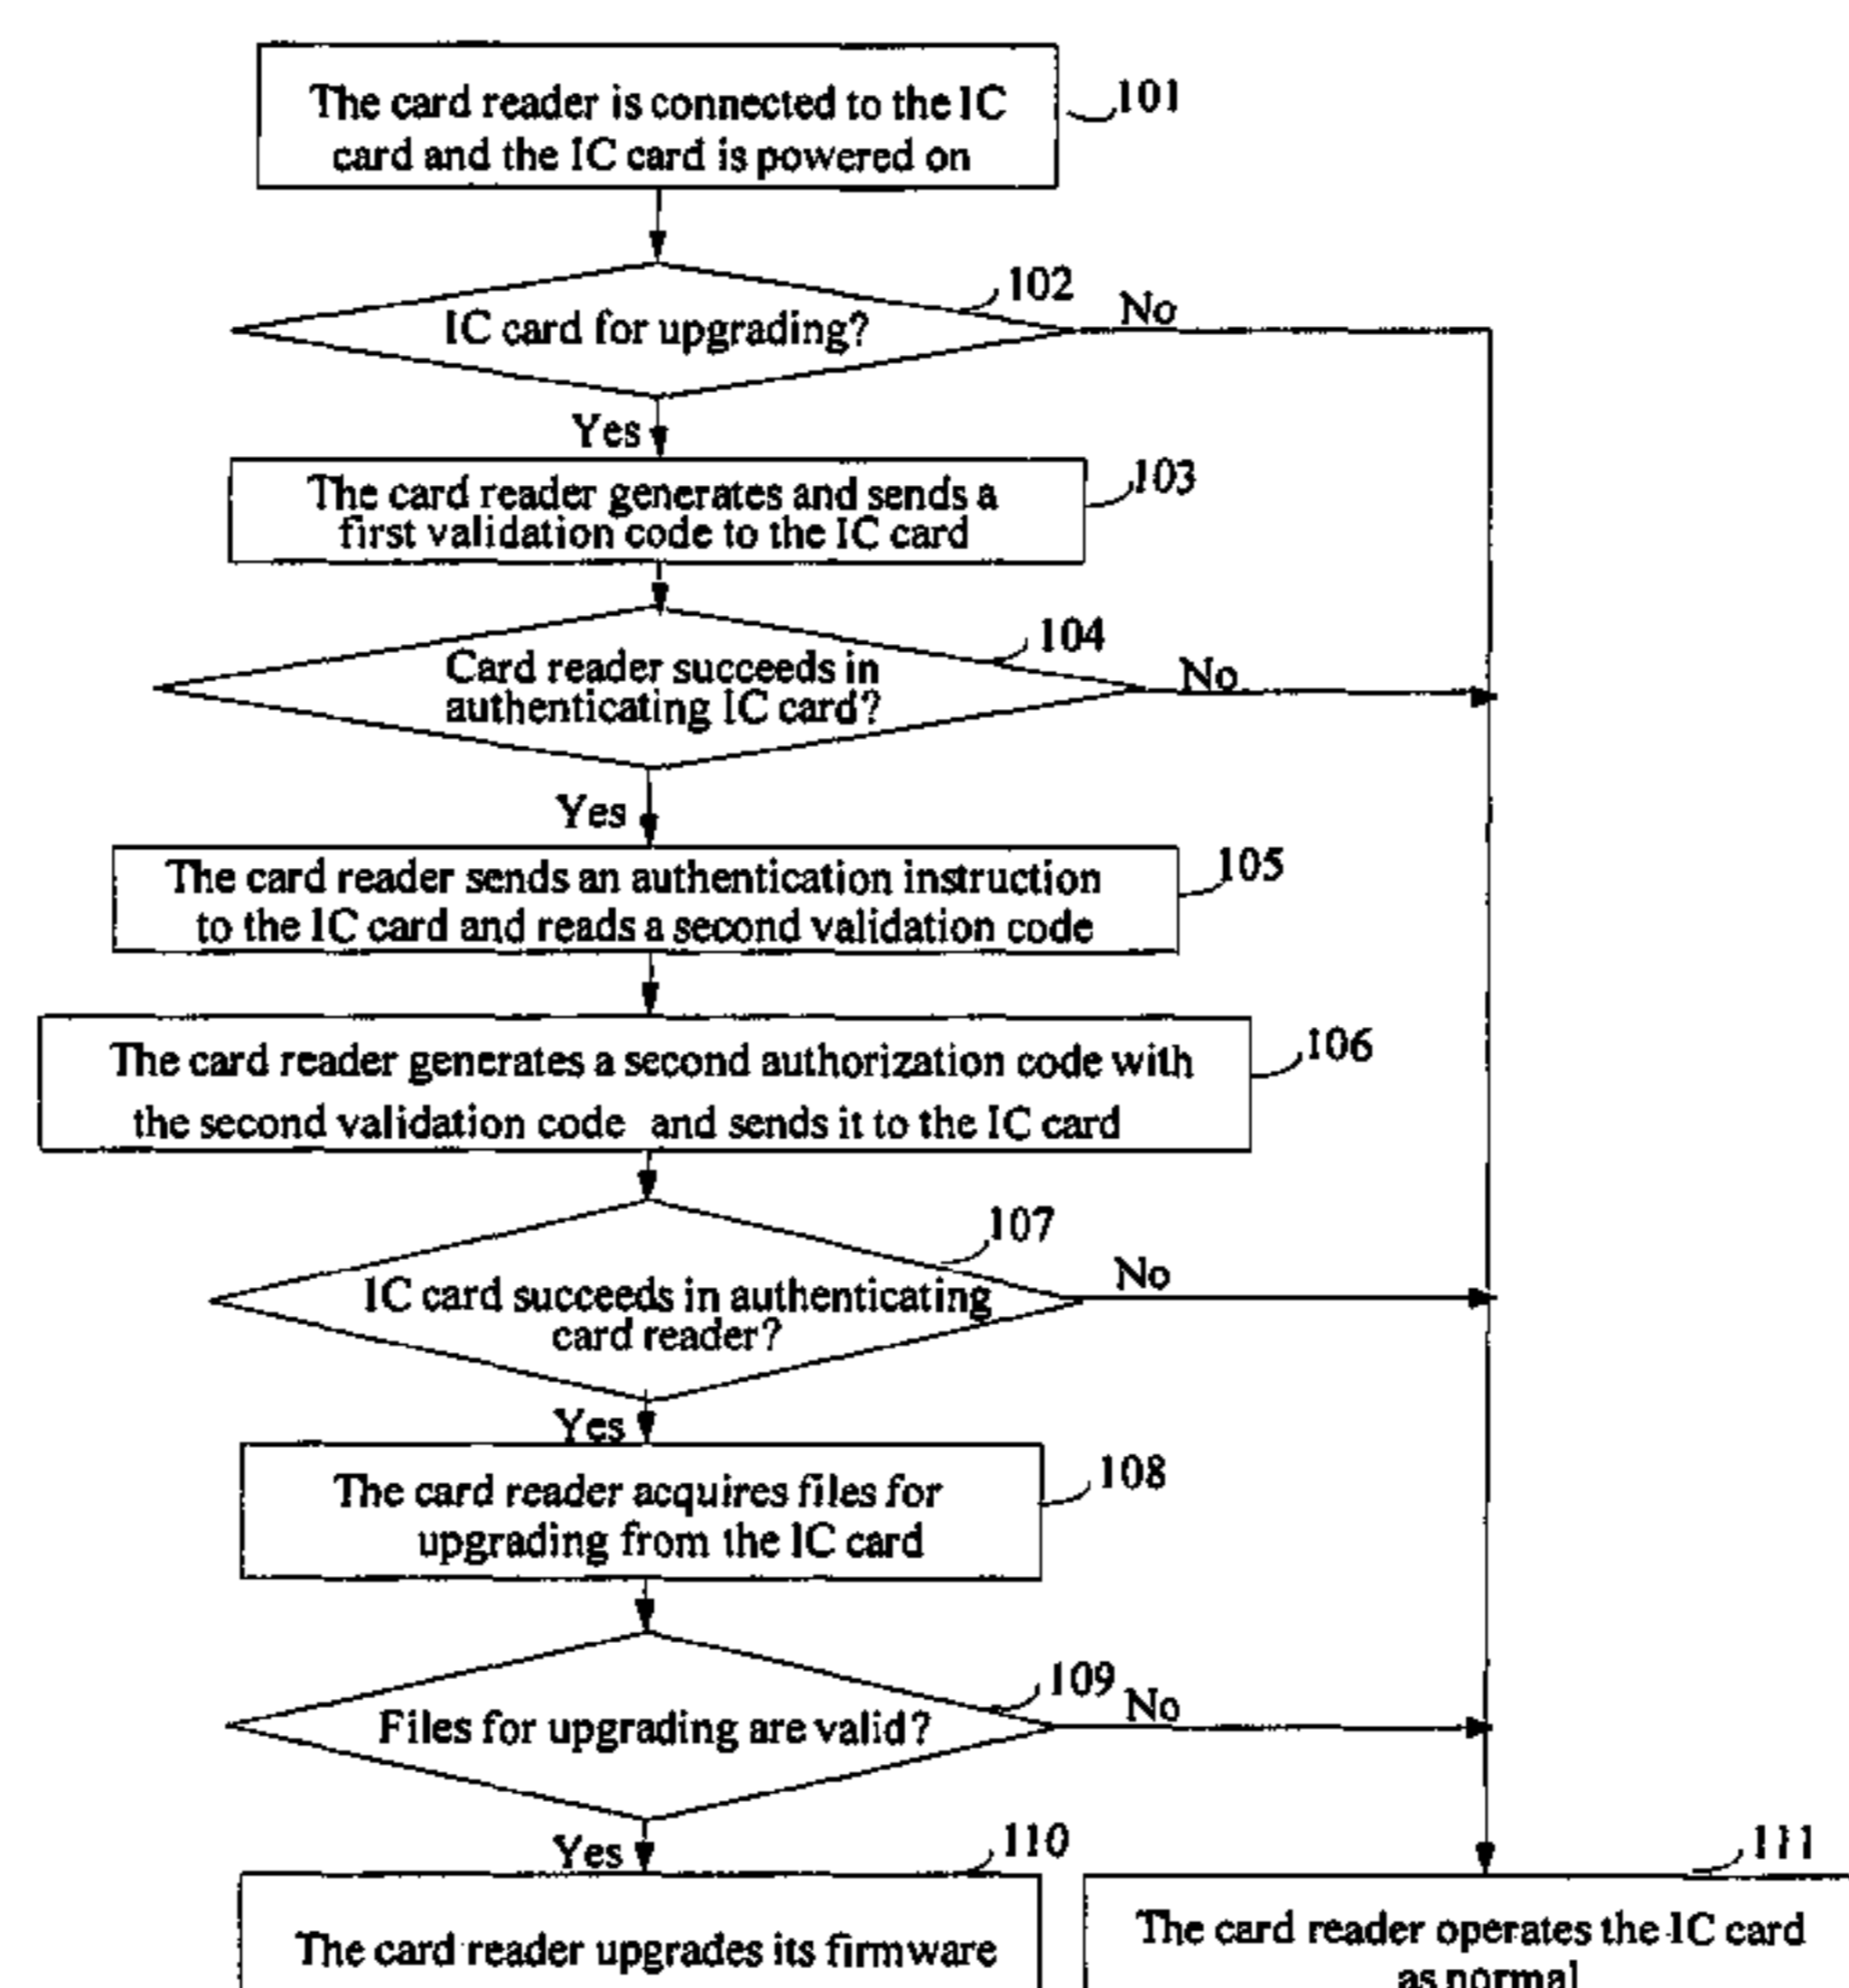 The card reader is connected to the IC
card and the IC card is powered on
101
102
No
IC card for upgrading?
Yes
103
The card reader generates and sends a
first validation code to the IC card
104
Card reader succeeds in
authenticating IC card?
No
Yes
105
The card reader sends an authentication instruction
to the IC card and reads a second validation code
106
The card reader generates a second authorization code with
the second validation code and sends it to the IC card
107
No
IC card succeeds in authenticating
card reader?
Yes
108
The card reader acquires files for
upgrading from the IC card
109
No
Files for upgrading are valid?
Yes
110
111
The card reader upgrades its firmware
The card reader operates the IC card
as normal